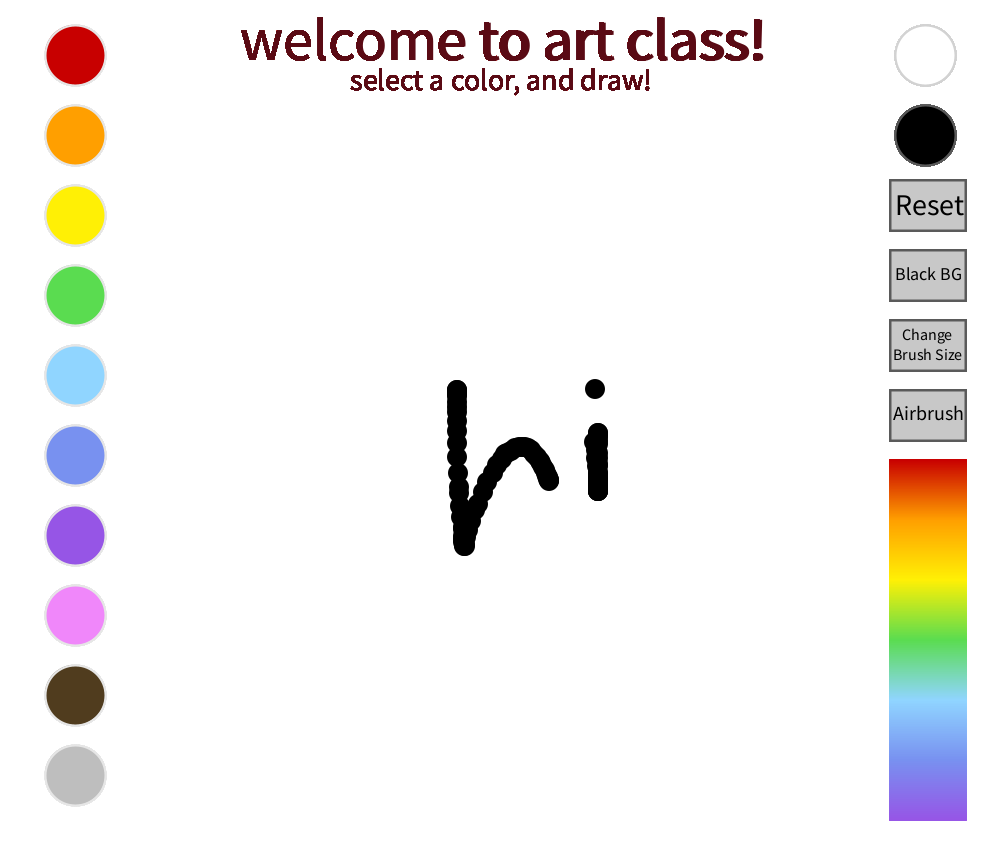 welcome to art class!
select a color, and draw!
Reset
Black BG
Change
Brush Size
Airbrush
hi